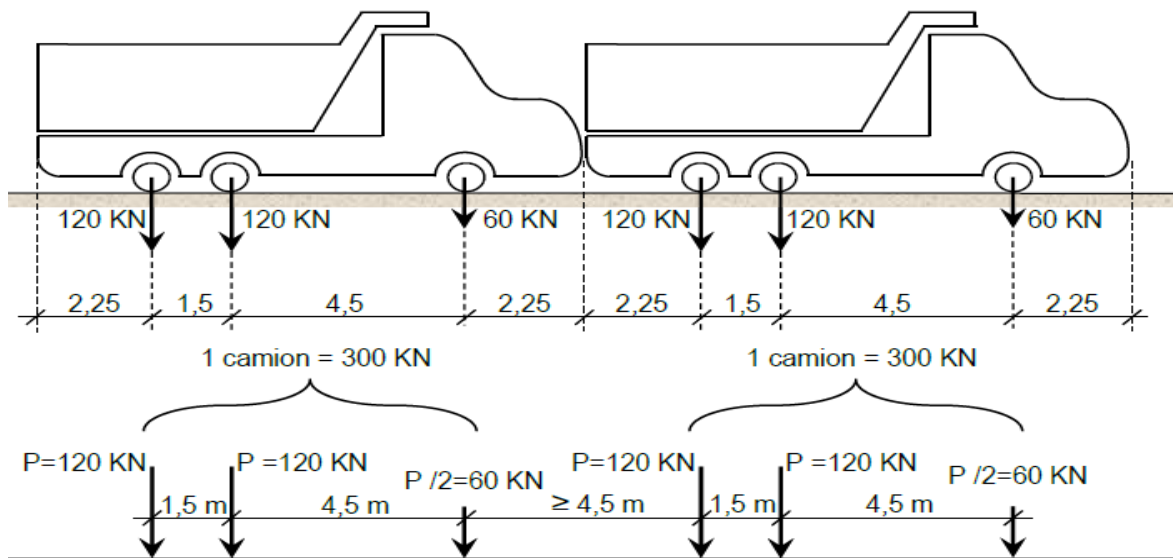 120 KN 120 KN 60 KN 120 KN 120 KN 60 KN
2,25 1,5 4,5 2,25 2,25 1,5 4,5 2,25
1 camion = 300 KN 1 camion = 300 KN
P=120 KN P =120 KN P /2=60 KN P=120 KN P =120 KN P /2=60 KN
1,5 m 4,5 m ≥ 4,5 m 1,5 m 4,5 m